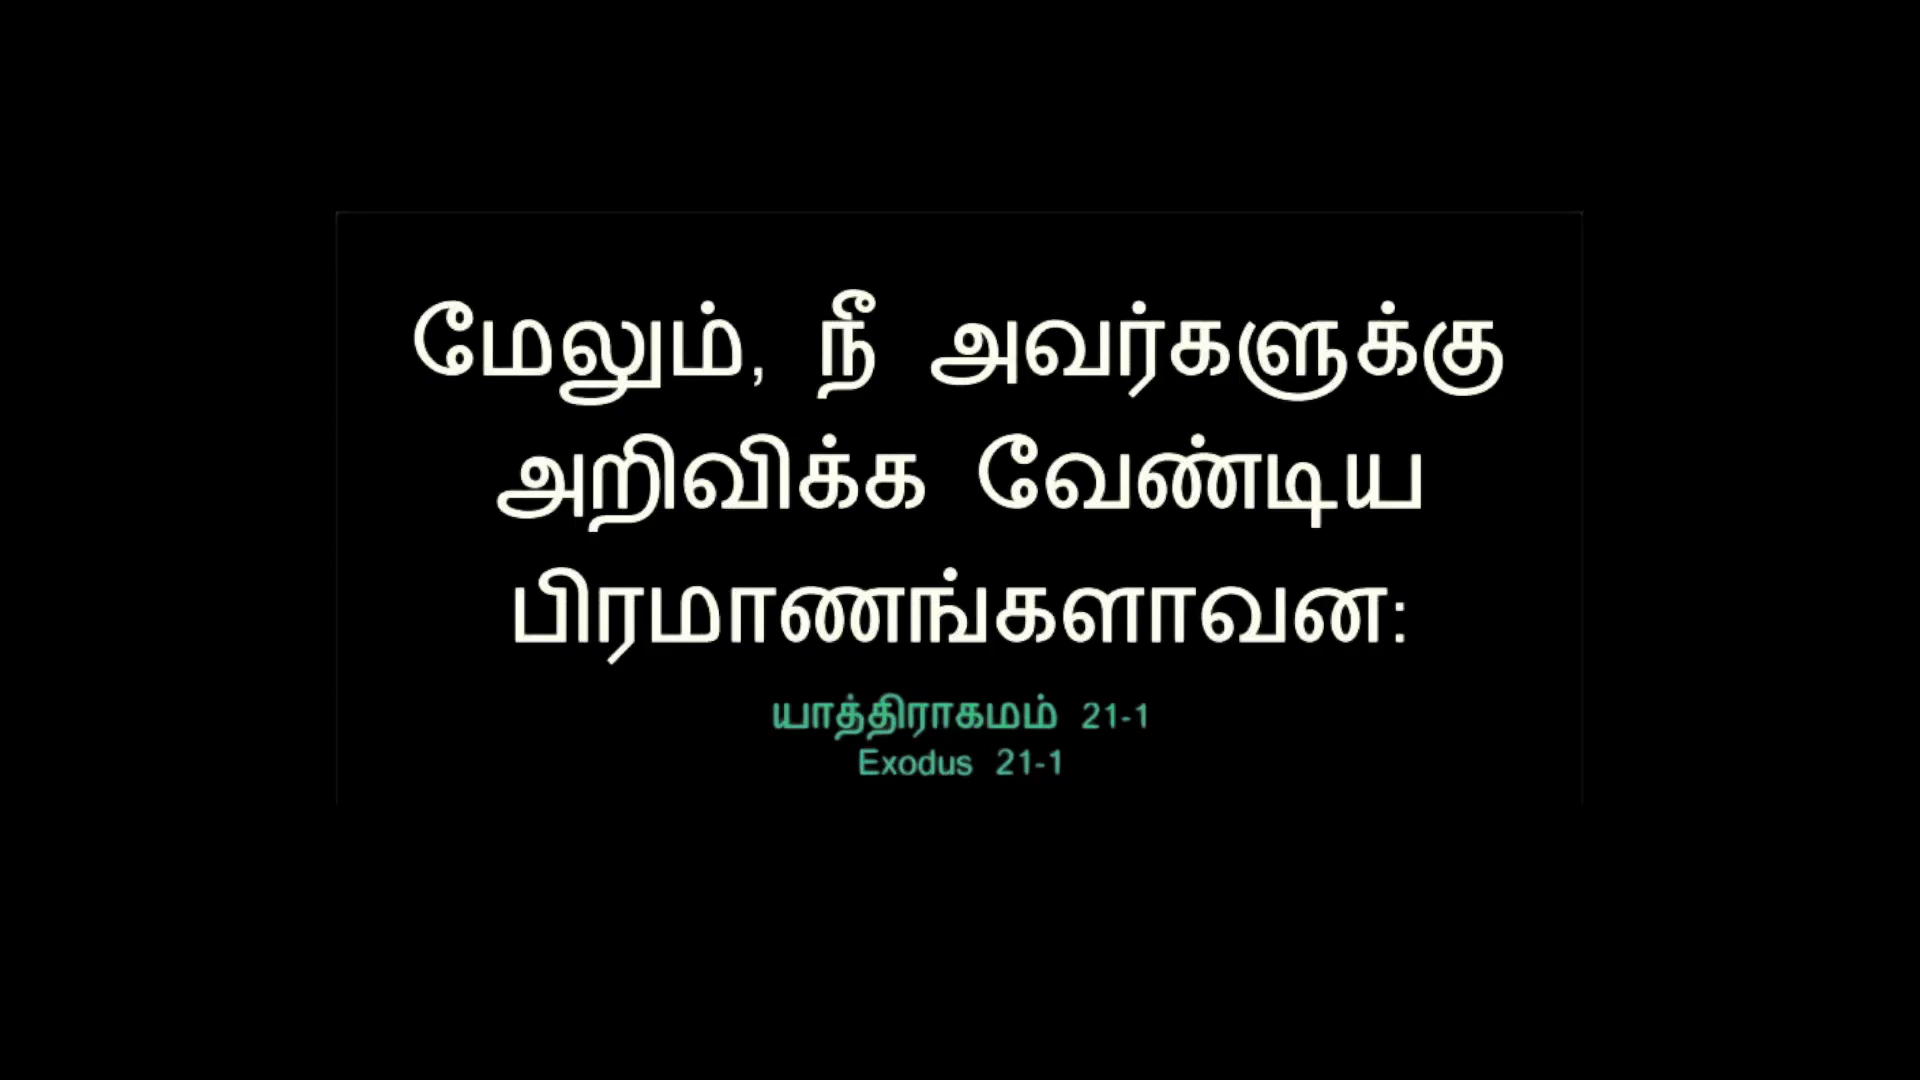 மேலும், நீ அவர்களுக்கு
அறிவிக்க வேண்டிய
பிரமாணங்களாவன:
யாத்திராகமம் 21-1
Exodus 21-1